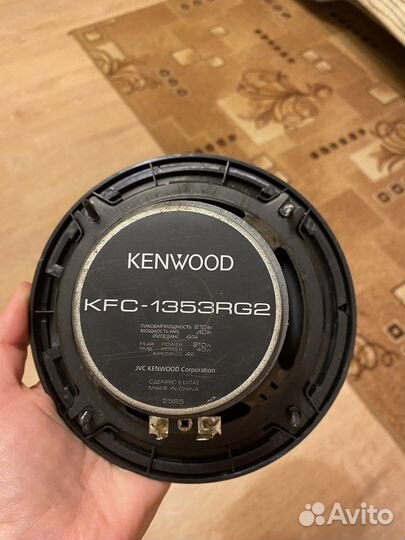 KENWOOD
KFC-1353RG2
ПИКОВАЯ МОЩНОСТЬ 210Вт
МОЩНОСТЬ RMS 40Вт
ИМПЕДАНС 4Ом
PEAK POWER 210W
RMS POWER 40W
IMPEDANCE 4Ω
JVC KENWOOD Corporation
СДЕЛАНО В КИТАЕ
MADE IN CHINA
Avito